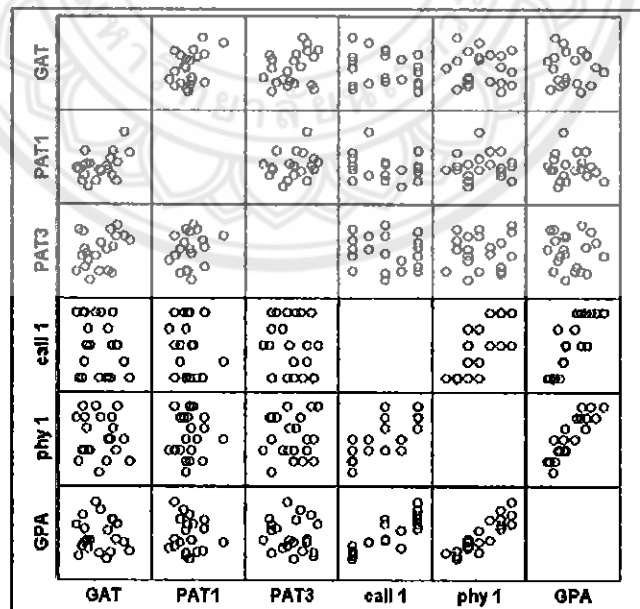 GAT
PAT1
PAT3
call 1
phy 1
GPA
GAT PAT1 PAT3 call 1 phy 1 GPA